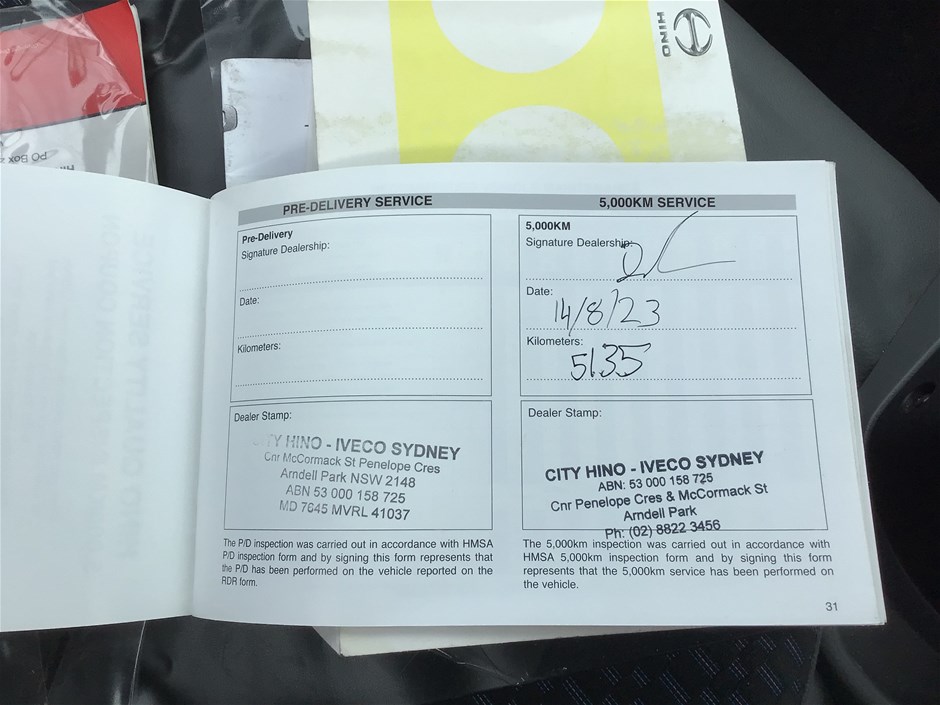 HINO
PO Box
PRE-DELIVERY SERVICE
Pre-Delivery
Signature Dealership:
Date:
Kilometers:
Dealer Stamp:
TY HINO - IVECO SYDNEY
Cnr McCormack St Penelope Cres
Arndell Park NSW 2148
ABN 53 000 158 725
MD 7645 MVRL 41037
The P/D inspection was carried out in accordance with HMSA
P/D inspection form and by signing this form represents that
the P/D has been performed on the vehicle reported on the
RDR form.
5,000KM SERVICE
5,000KM
Signature Dealership:
Date:
14/8/23
Kilometers:
5135
Dealer Stamp:
CITY HINO - IVECO SYDNEY
ABN: 53 000 158 725
Cnr Penelope Cres & McCormack St
Arndell Park
Ph: (02) 8822 3456
The 5,000km inspection was carried out in accordance with
HMSA 5,000km inspection form and by signing this form
represents that the 5,000km service has been performed on
the vehicle.
31